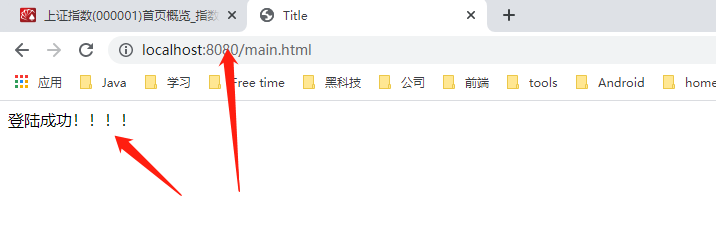 上证指数(000001)首页概览_指数
Title
localhost:8080/main.html
应用 Java 学习 Free time 黑科技 公司 前端 tools Android home
登陆成功！！！！